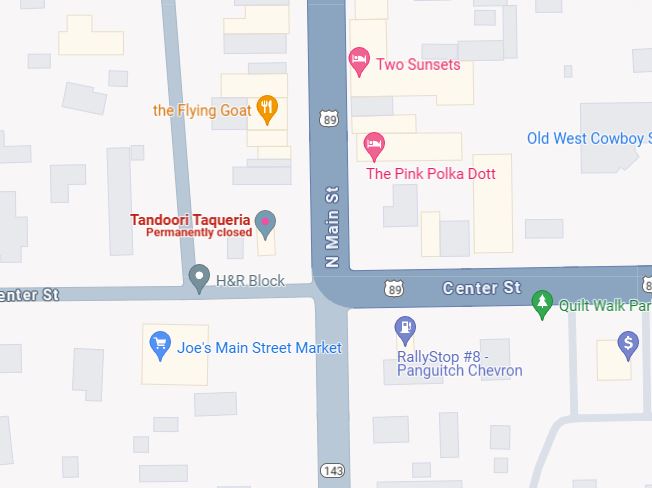 Two Sunsets
the Flying Goat
89
Old West Cowboy S
The Pink Polka Dott
N Main St
Tandoori Taqueria
Permanently closed
H&R Block
89
Center St
8
enter St
Quilt Walk Par
Joe's Main Street Market
RallyStop #8 -
Panguitch Chevron
$
143